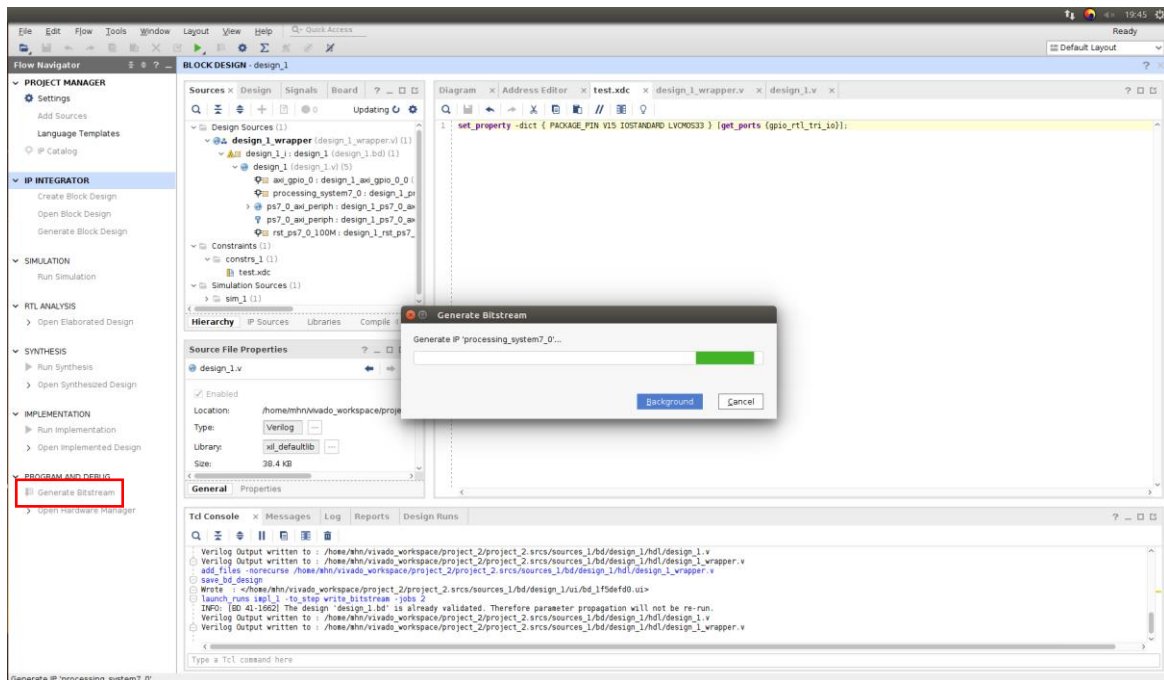 19:45
File Edit Flow Tools Window Layout View Help Q- Quick Access
Ready
Default Layout
Flow Navigator
PROJECT MANAGER
Settings
Add Sources
Language Templates
IP Catalog
IP INTEGRATOR
Create Block Design
Open Block Design
Generate Block Design
SIMULATION
Run Simulation
RTL ANALYSIS
Open Elaborated Design
SYNTHESIS
Run Synthesis
Open Synthesized Design
IMPLEMENTATION
Run Implementation
Open Implemented Design
PROGRAM AND DEBUG
Generate Bitstream
Open Hardware Manager
BLOCK DESIGN - design_1
Sources Design Signals Board
0 Updating
Design Sources (1)
design_1_wrapper (design_1_wrapper.v) (1)
design_1_i : design_1 (design_1.bd) (1)
design_1 (design_1.v) (5)
axi_gpio_0 : design_1_axi_gpio_0_0 (
processing_system7_0 : design_1_pr
ps7_0_axi_periph : design_1_ps7_0_ax
ps7_0_axi_periph : design_1_ps7_0_ax
rst_ps7_0_100M : design_1_rst_ps7_
Constraints (1)
constrs_1 (1)
test.xdc
Simulation Sources (1)
sim_1 (1)
Hierarchy IP Sources Libraries Compile
Source File Properties
design_1.v
Enabled
Location: /home/mhn/vivado_workspace/proje
Type: Verilog
Library: xil_defaultlib
Size: 38.4 KB
General Properties
Diagram Address Editor test.xdc design_1_wrapper.v design_1.v
1 set_property -dict { PACKAGE_PIN V15 IOSTANDARD LVCMOS33 } [get_ports {gpio_rtl_tri_io}];
Generate Bitstream
Generate IP 'processing_system7_0'...
Background Cancel
Tcl Console Messages Log Reports Design Runs
Verilog Output written to : /home/mhn/vivado_workspace/project_2/project_2.srcs/sources_1/bd/design_1/hdl/design_1.v
Verilog Output written to : /home/mhn/vivado_workspace/project_2/project_2.srcs/sources_1/bd/design_1/hdl/design_1_wrapper.v
add_files -norecurse /home/mhn/vivado_workspace/project_2/project_2.srcs/sources_1/bd/design_1/hdl/design_1_wrapper.v
save_bd_design
Wrote : </home/mhn/vivado_workspace/project_2/project_2.srcs/sources_1/bd/design_1/ui/bd_1f5defd0.ui>
launch_runs impl_1 -to_step write_bitstream -jobs 2
INFO: [BD 41-1662] The design 'design_1.bd' is already validated. Therefore parameter propagation will not be re-run.
Verilog Output written to : /home/mhn/vivado_workspace/project_2/project_2.srcs/sources_1/bd/design_1/hdl/design_1.v
Verilog Output written to : /home/mhn/vivado_workspace/project_2/project_2.srcs/sources_1/bd/design_1/hdl/design_1_wrapper.v
Type a Tcl command here
Generate IP 'processing_system7_0'